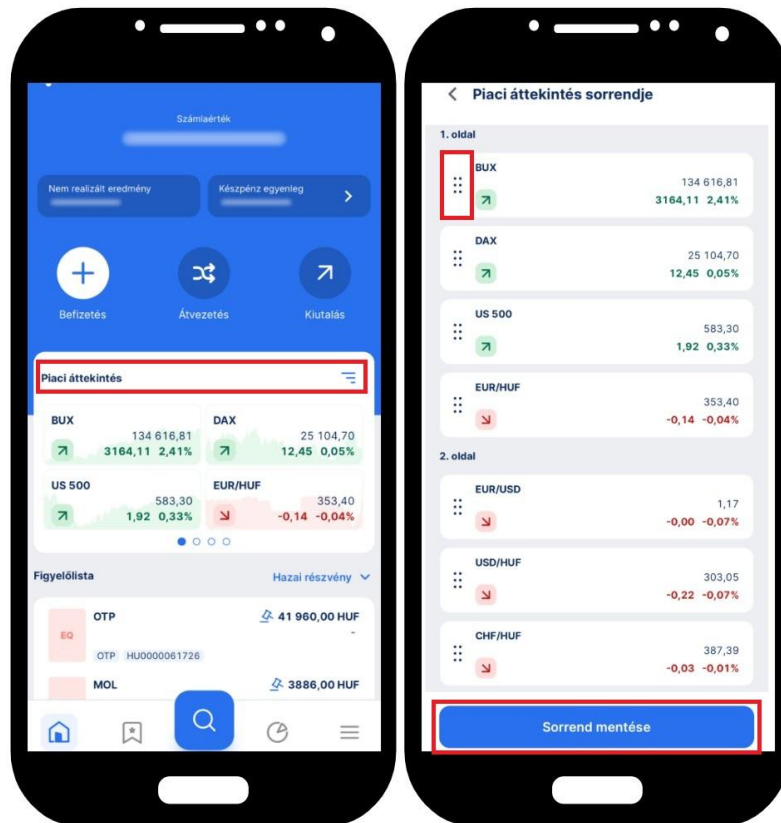 Számlaérték
Nem realizált eredmény
Készpénz egyenleg
Befizetés
Átvezetés
Kiutalás
Piaci áttekintés
BUX
134 616,81
3164,11 2,41%
DAX
25 104,70
12,45 0,05%
US 500
583,30
1,92 0,33%
EUR/HUF
353,40
-0,14 -0,04%
Figyelőlista
Hazai részvény
EQ
OTP
41 960,00 HUF
-
OTP HU0000061726
MOL
3886,00 HUF
Piaci áttekintés sorrendje
1. oldal
BUX
134 616,81
3164,11 2,41%
DAX
25 104,70
12,45 0,05%
US 500
583,30
1,92 0,33%
EUR/HUF
353,40
-0,14 -0,04%
2. oldal
EUR/USD
1,17
-0,00 -0,07%
USD/HUF
303,05
-0,22 -0,07%
CHF/HUF
387,39
-0,03 -0,01%
Sorrend mentése